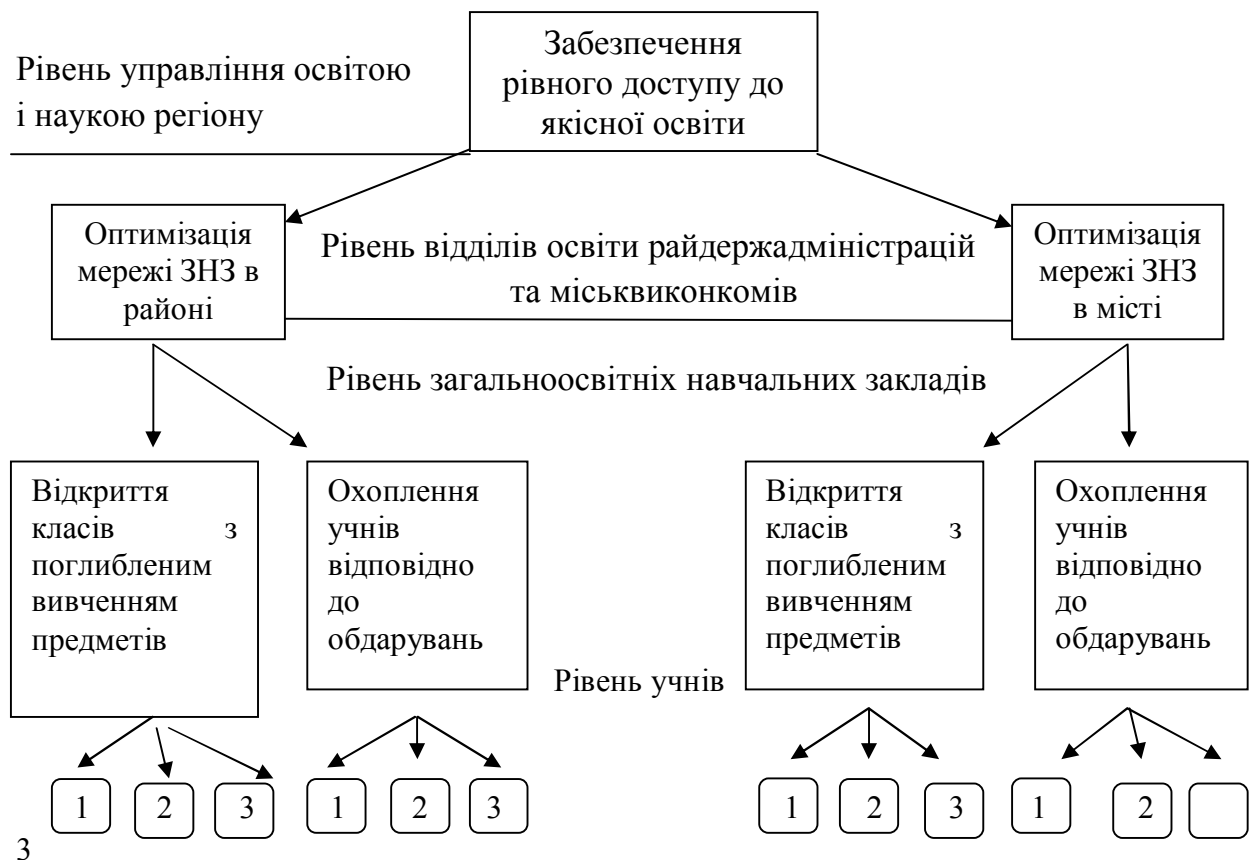 Забезпечення
рівного доступу до
якісної освіти
Рівень управління освітою
і наукою регіону
Оптимізація
мережі ЗНЗ в
районі
Рівень відділів освіти райдержадміністрацій
та міськвиконкомів
Оптимізація
мережі ЗНЗ
в місті
Рівень загальноосвітніх навчальних закладів
Відкриття
класів з
поглибленим
вивченням
предметів
Охоплення
учнів
відповідно
до
обдарувань
Відкриття
класів з
поглибленим
вивченням
предметів
Охоплення
учнів
відповідно
до
обдарувань
Рівень учнів
1 2 3 1 2 3 1 2 3 1 2
3